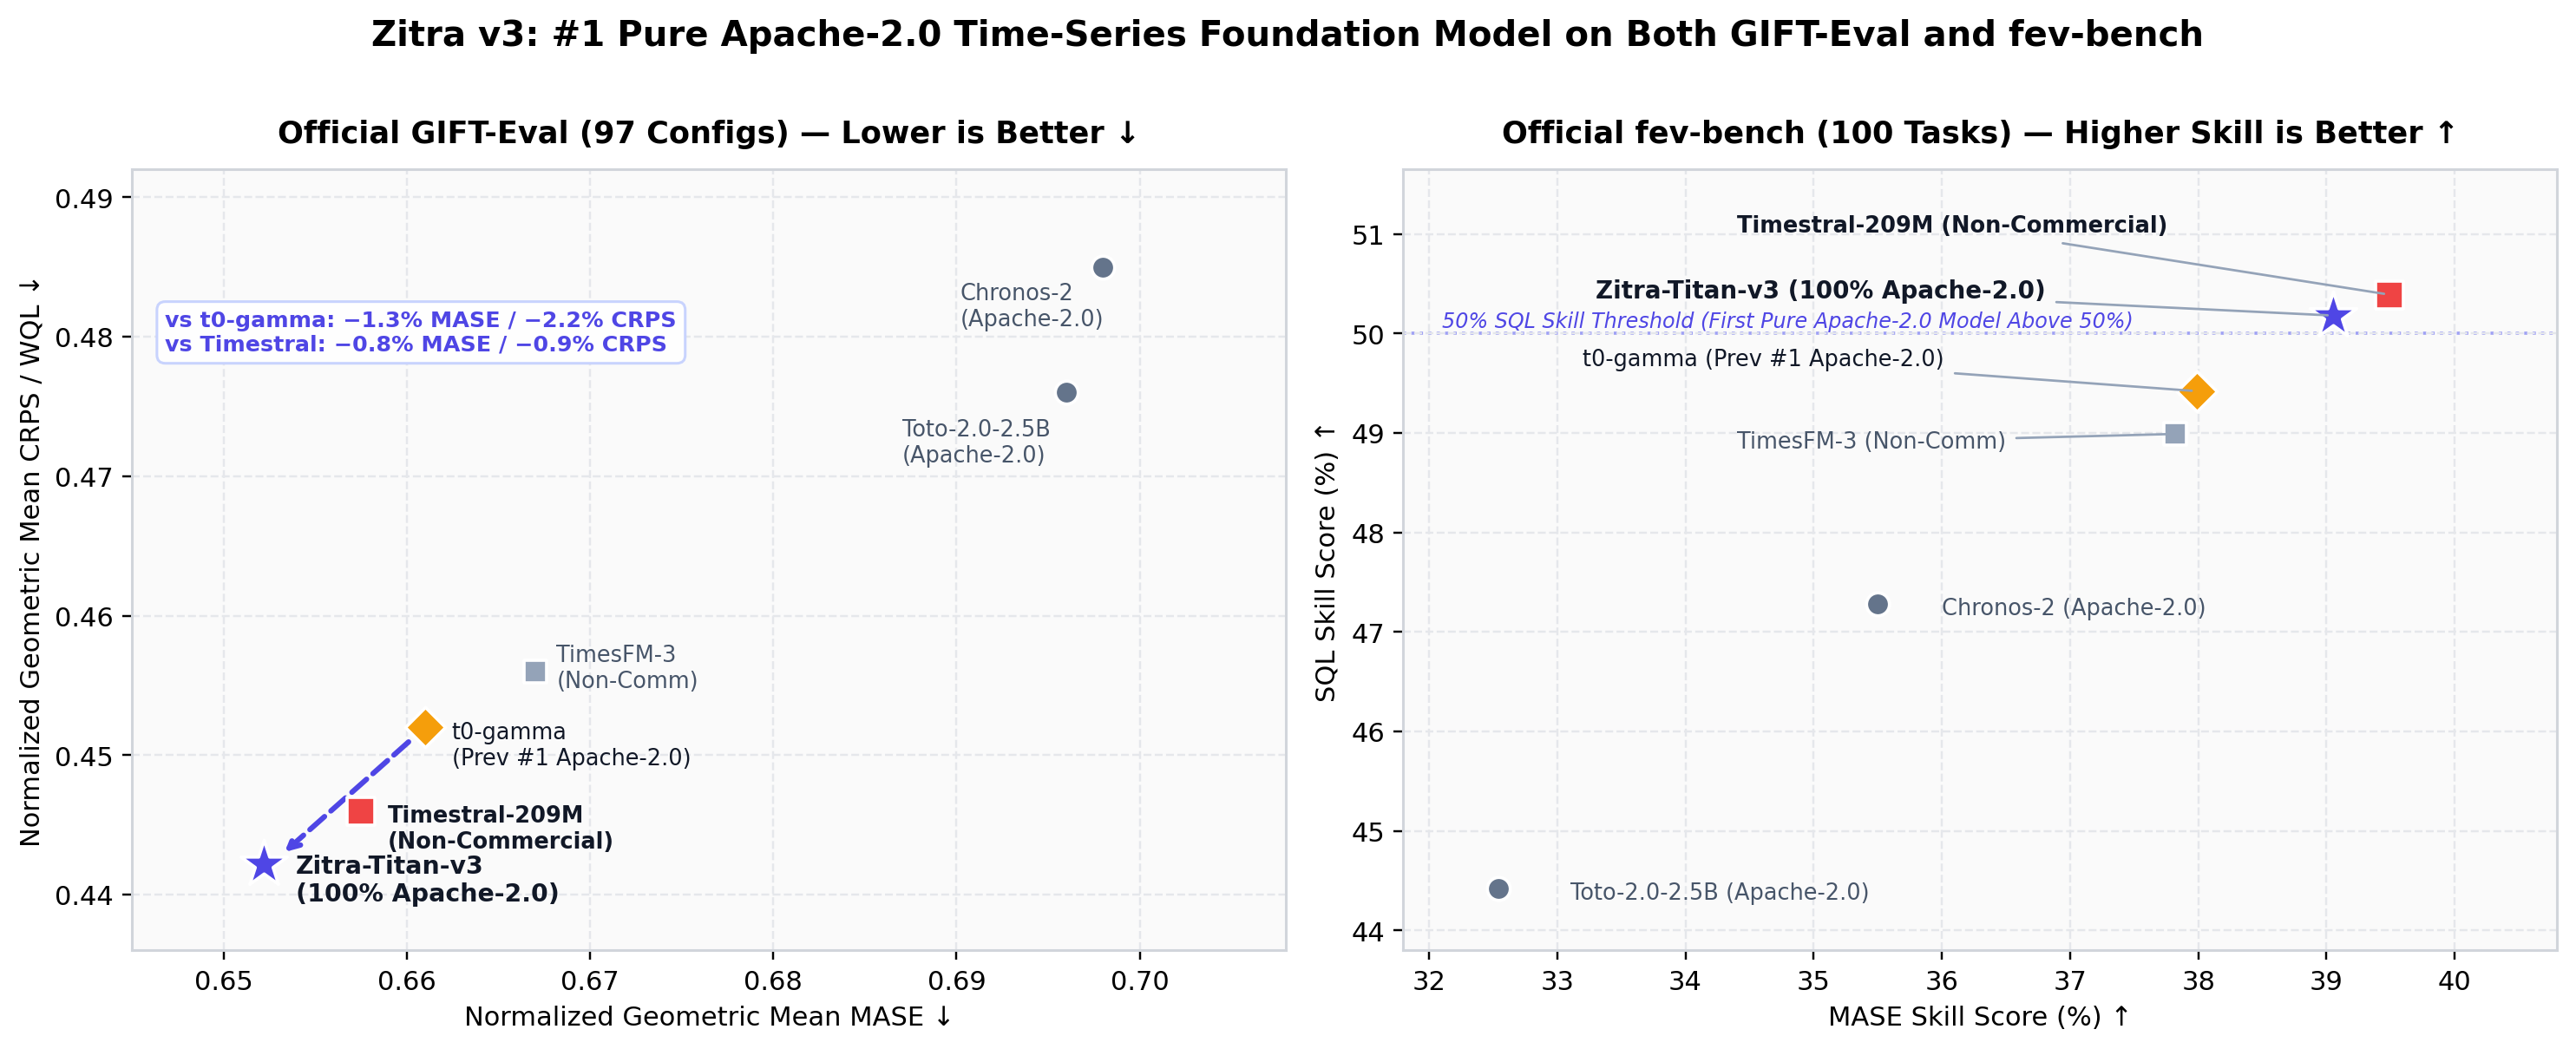 Zitra v3: #1 Pure Apache-2.0 Time-Series Foundation Model on Both GIFT-Eval and fev-bench
Official GIFT-Eval (97 Configs) — Lower is Better ↓
Normalized Geometric Mean CRPS / WQL ↓
0.49
0.48
0.47
0.46
0.45
0.44
vs t0-gamma: −1.3% MASE / −2.2% CRPS
vs Timestral: −0.8% MASE / −0.9% CRPS
Chronos-2
(Apache-2.0)
Toto-2.0-2.5B
(Apache-2.0)
TimesFM-3
(Non-Comm)
t0-gamma
(Prev #1 Apache-2.0)
Timestral-209M
(Non-Commercial)
Zitra-Titan-v3
(100% Apache-2.0)
0.65 0.66 0.67 0.68 0.69 0.70
Normalized Geometric Mean MASE ↓
Official fev-bench (100 Tasks) — Higher Skill is Better ↑
SQL Skill Score (%) ↑
51
50
49
48
47
46
45
44
Timestral-209M (Non-Commercial)
Zitra-Titan-v3 (100% Apache-2.0)
50% SQL Skill Threshold (First Pure Apache-2.0 Model Above 50%)
t0-gamma (Prev #1 Apache-2.0)
TimesFM-3 (Non-Comm)
Chronos-2 (Apache-2.0)
Toto-2.0-2.5B (Apache-2.0)
32 33 34 35 36 37 38 39 40
MASE Skill Score (%) ↑